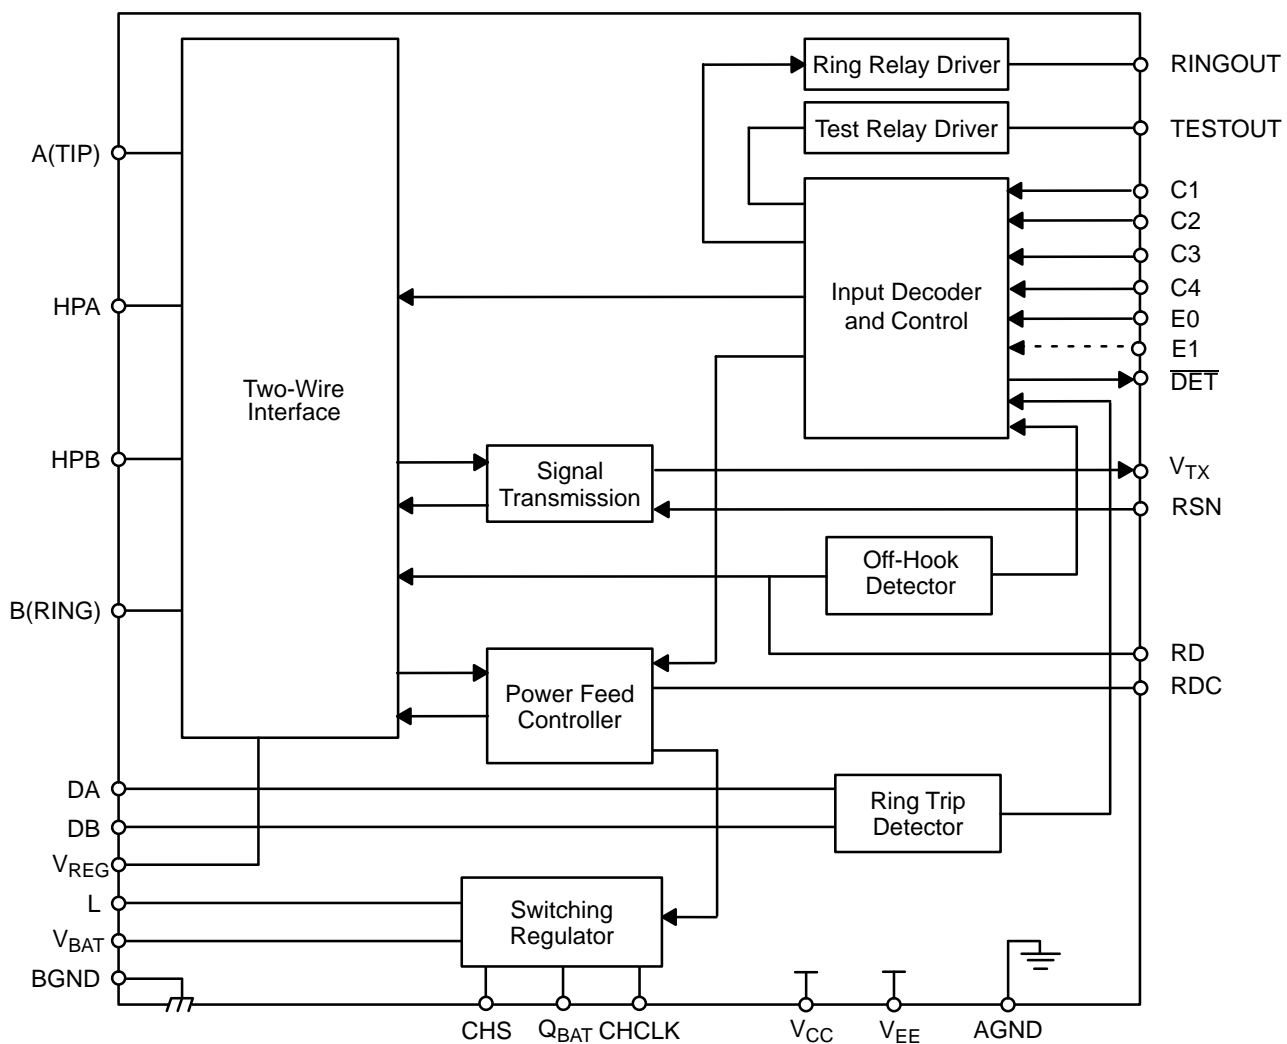 Ring Relay Driver
RINGOUT
Test Relay Driver
TESTOUT
A(TIP)
HPA
HPB
B(RING)
Two-Wire
Interface
Input Decoder
and Control
C1
C2
C3
C4
E0
E1
DET
Signal
Transmission
VTX
RSN
Off-Hook
Detector
RD
RDC
Power Feed
Controller
DA
DB
VREG
L
VBAT
BGND
Ring Trip
Detector
Switching
Regulator
CHS
QBAT
CHCLK
VCC
VEE
AGND